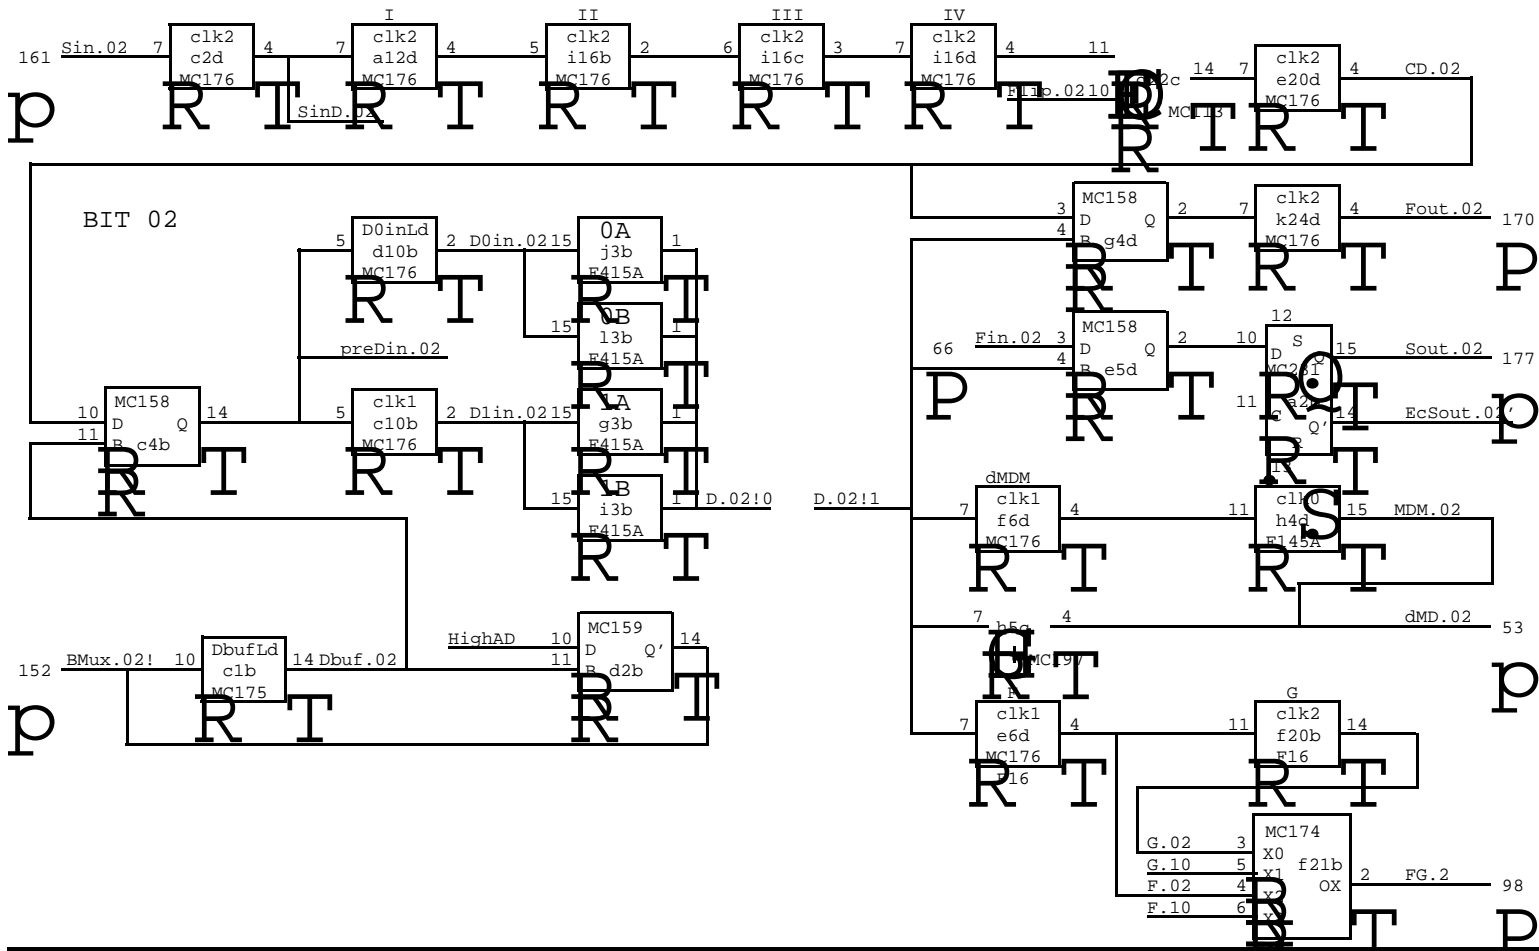 I II III IV
161 Sin.02 7 clk2 c2d MC176 4
7 clk2 a12d MC176 4
5 clk2 i16b MC176 2
6 clk2 i16c MC176 3
7 clk2 i16d MC176 4
11
14 7 clk2 e20d MC176 4 CD.02
SinD.02
Flip.02 10
MC113
p R T R T R T R T R T R T R T
R
BIT 02
5 D0inLd d10b MC176 2 D0in.02 15 0A j3b F415A 1
R T R T
15 0B l3b F415A 1
R T
preDin.02
10 11 MC158 D Q B c4b 14
R R T
5 clk1 c10b MC176 2 D1in.02 15 1A g3b F415A 1
R T R T
15 1B i3b F415A 1 D.02!0
R T
D.02!1
3 4 MC158 D Q B g4d 2
R R T
7 clk2 k24d MC176 4 Fout.02 170
R T P
66 P
Fin.02 3 4 MC158 D Q B e5d 2
R R T
12 10 D S Q 15 Sout.02 177
MC231
11 C R Q' 14 EcSout.02'
R T P
R T
13
dMDM
7 clk1 f6d MC176 4
R T
11 clk0 h4d F145A 15 MDM.02
S
R T
7 h5c 4 dMD.02 53
MC197
R T p
152 BMux.02! 10 DbufLd c1b MC175 14 Dbuf.02
p R T
HighAD 10 11 MC159 D Q' B d2b 14
R R T
F
7 clk1 e6d MC176 4
F16
R T
G
11 clk2 f20b F16 14
R T
G.02 3
G.10 5
F.02 4
F.10 6
MC174 X0 X1 f21b OX 2 FG.2 98
R R T P